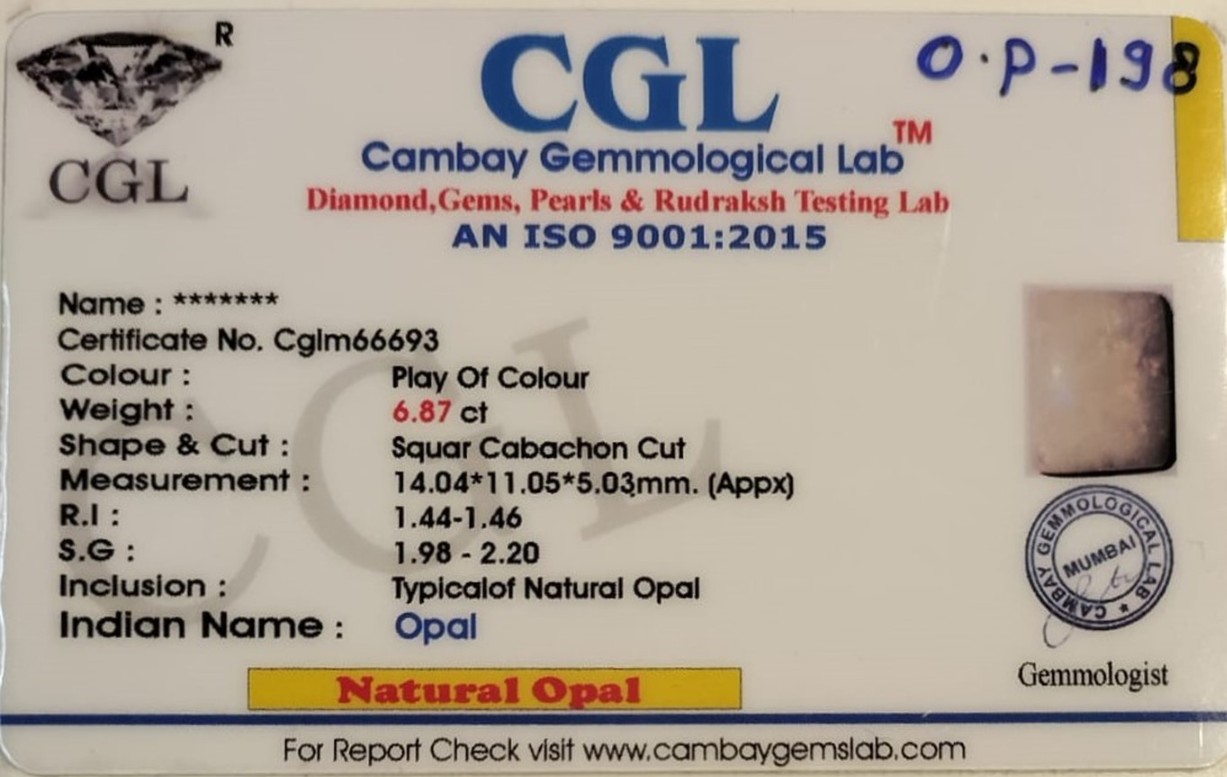 R
CGL
O.P-198
CGL
Cambay Gemmological Lab TM
Diamond,Gems, Pearls & Rudraksh Testing Lab
AN ISO 9001:2015
Name : *******
Certificate No. Cglm66693
Colour : Play Of Colour
Weight : 6.87 ct
Shape & Cut : Squar Cabachon Cut
Measurement : 14.04*11.05*5.03mm. (Appx)
R.I : 1.44-1.46
S.G : 1.98 - 2.20
Inclusion : Typicalof Natural Opal
Indian Name : Opal
CGL
CAMBAY GEMMOLOGICAL LAB ★
MUMBAI
Gemmologist
Natural Opal
For Report Check visit www.cambaygemslab.com